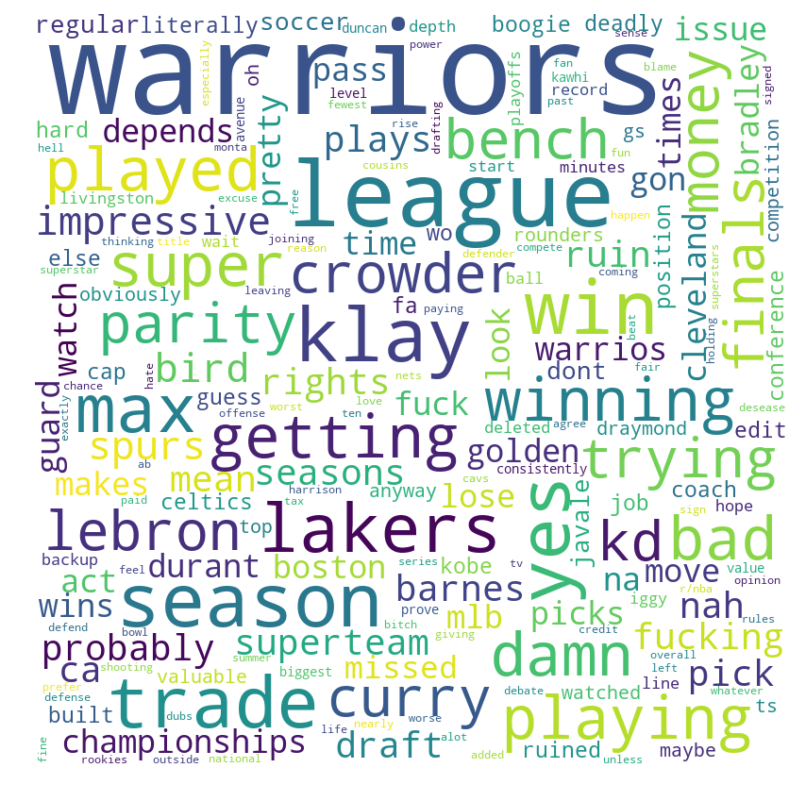 regular literally soccer duncan depth boogie deadly sense issue
warriors
especially oh power pass level fewest fan kawhi record past playoffs blame signed
hard depends avenue monta pretty plays drafting rise bench gs times money bradley competition
hell played livingston excuse free league start minutes fun gon
impressive time wo rounders position cleveland finals conference
else thinking title wait joining reason defender compete happen coming ruin superstars
superstar super crowder ball holding
watch obviously leaving fa paying win beat
parity klay look warrios fair
cap bird rights nets dont
chance hate guess offense love fuck winning desease
guard exactly max worst ten deleted agree draymond edit
spurs getting golden trying
makes mean seasons cavs consistently
ab harrison anyway lose job coach hope
paid celtics top tax javale sign
lebron lakers yes kd bad
backup feel durant boston series kobe tv na move value opinion r/nba
act season barnes prove mlb picks iggy nah rules
wins defend bowl bitch giving credit
probably superteam damn fucking
ca shooting summer biggest missed debate overall left pick
prefer valuable watched line whatever
defense trade curry playing ts
built dubs nearly worse
championships life draft alot ruined maybe
fine rookies outside national added unless